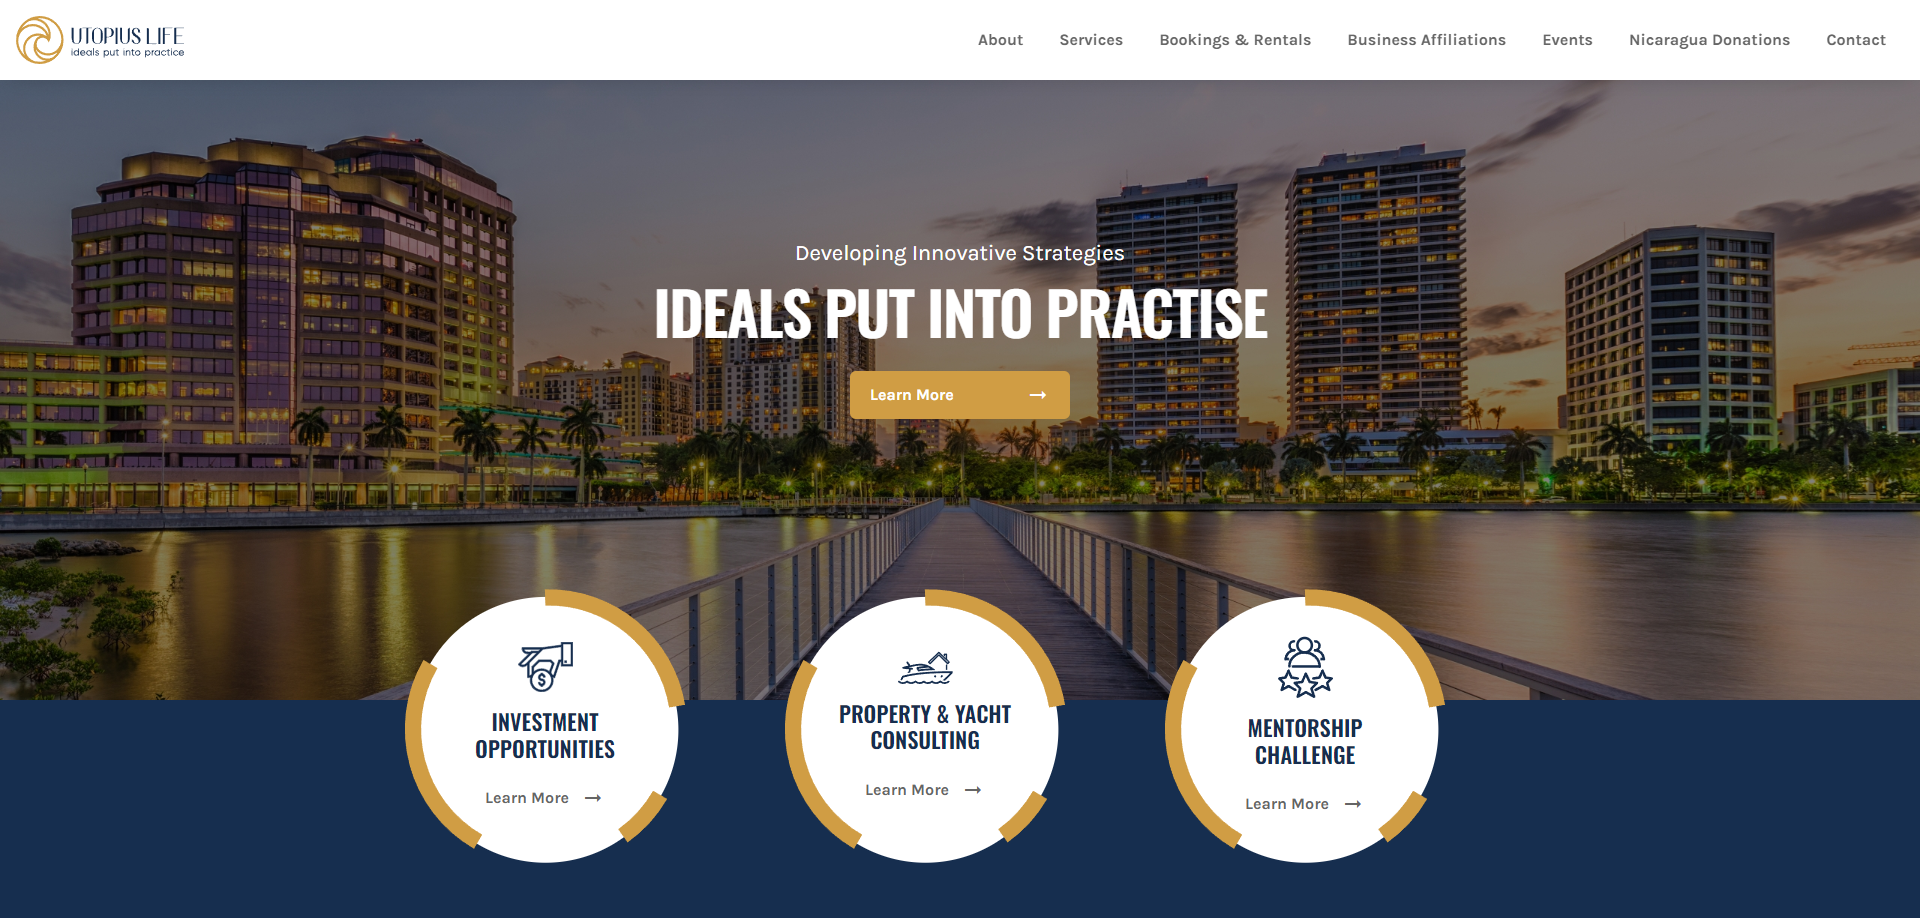 UTOPIUS LIFE
ideals put into practice
About
Services
Bookings & Rentals
Business Affiliations
Events
Nicaragua Donations
Contact
Developing Innovative Strategies
IDEALS PUT INTO PRACTISE
Learn More
INVESTMENT
OPPORTUNITIES
Learn More
PROPERTY & YACHT
CONSULTING
Learn More
MENTORSHIP
CHALLENGE
Learn More